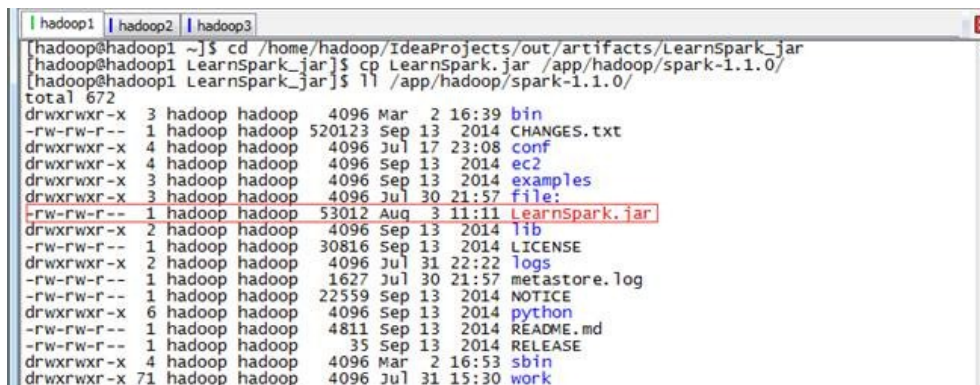 hadoop1 hadoop2 hadoop3
[hadoop@hadoop1 ~]$ cd /home/hadoop/IdeaProjects/out/artifacts/LearnSpark_jar
[hadoop@hadoop1 LearnSpark_jar]$ cp LearnSpark.jar /app/hadoop/spark-1.1.0/
[hadoop@hadoop1 LearnSpark_jar]$ ll /app/hadoop/spark-1.1.0/
total 672
drwxrwxr-x 3 hadoop hadoop 4096 Mar 2 16:39 bin
-rw-rw-r-- 1 hadoop hadoop 520123 Sep 13 2014 CHANGES.txt
drwxrwxr-x 4 hadoop hadoop 4096 Jul 17 23:08 conf
drwxrwxr-x 4 hadoop hadoop 4096 Sep 13 2014 ec2
drwxrwxr-x 3 hadoop hadoop 4096 Sep 13 2014 examples
drwxrwxr-x 3 hadoop hadoop 4096 Jul 30 21:57 file:
-rw-rw-r-- 1 hadoop hadoop 53012 Aug 3 11:11 LearnSpark.jar
drwxrwxr-x 2 hadoop hadoop 4096 Sep 13 2014 lib
-rw-rw-r-- 1 hadoop hadoop 30816 Sep 13 2014 LICENSE
drwxrwxr-x 2 hadoop hadoop 4096 Jul 31 22:22 logs
-rw-rw-r-- 1 hadoop hadoop 1627 Jul 30 21:57 metastore.log
-rw-rw-r-- 1 hadoop hadoop 22559 Sep 13 2014 NOTICE
drwxrwxr-x 6 hadoop hadoop 4096 Sep 13 2014 python
-rw-rw-r-- 1 hadoop hadoop 4811 Sep 13 2014 README.md
-rw-rw-r-- 1 hadoop hadoop 35 Sep 13 2014 RELEASE
drwxrwxr-x 4 hadoop hadoop 4096 Mar 2 16:53 sbin
drwxrwxr-x 71 hadoop hadoop 4096 Jul 31 15:30 work